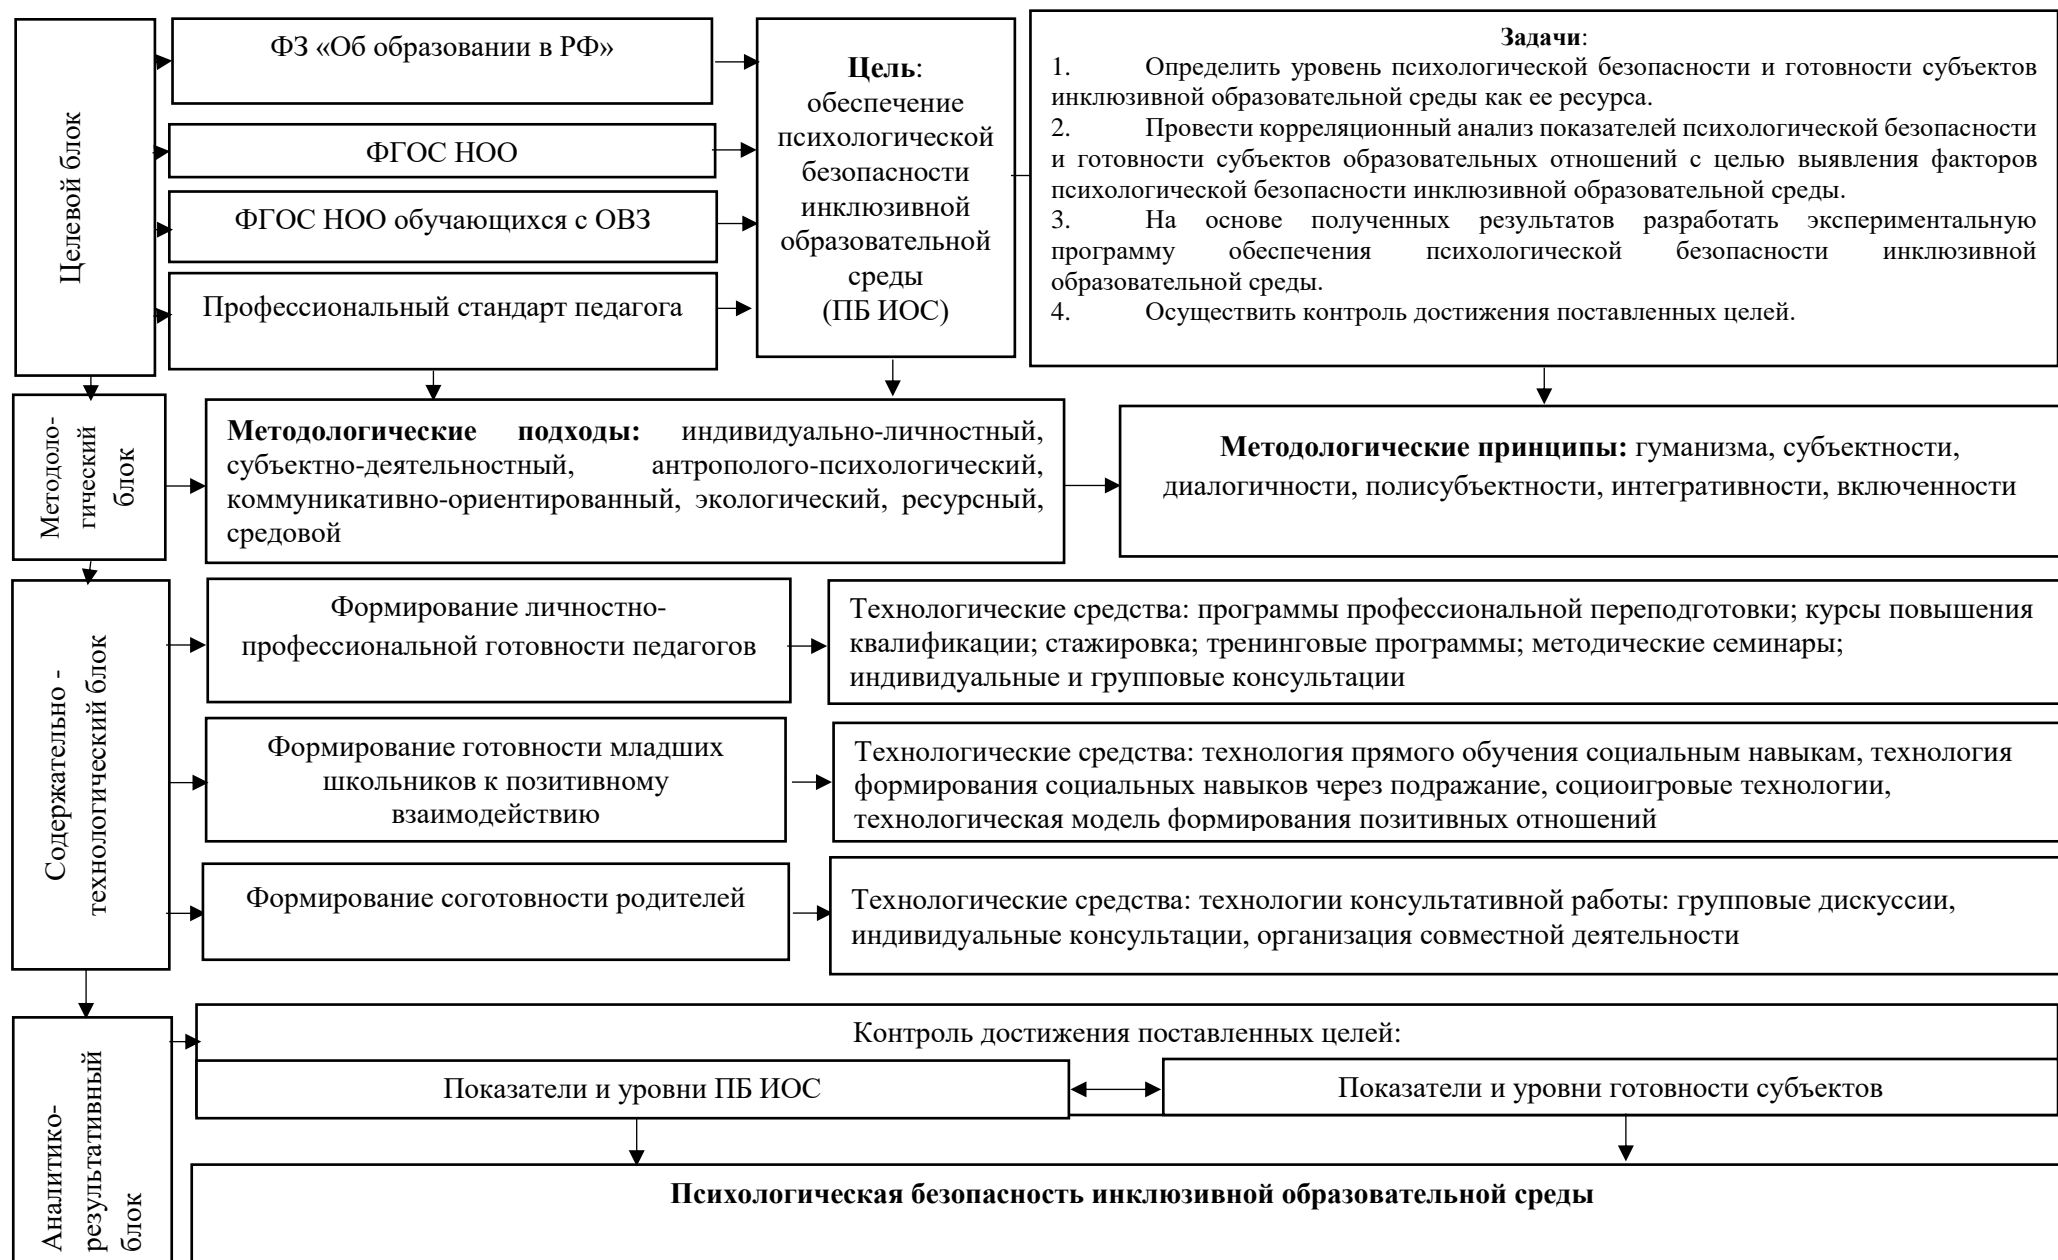 Целевой блок
ФЗ «Об образовании в РФ»
ФГОС НОО
ФГОС НОО обучающихся с ОВЗ
Профессиональный стандарт педагога
Цель:
обеспечение
психологической
безопасности
инклюзивной
образовательной
среды
(ПБ ИОС)
Задачи:
1. Определить уровень психологической безопасности и готовности субъектов
инклюзивной образовательной среды как ее ресурса.
2. Провести корреляционный анализ показателей психологической безопасности
и готовности субъектов образовательных отношений с целью выявления факторов
психологической безопасности инклюзивной образовательной среды.
3. На основе полученных результатов разработать экспериментальную
программу обеспечения психологической безопасности инклюзивной
образовательной среды.
4. Осуществить контроль достижения поставленных целей.
Методоло-
гический
блок
Методологические подходы: индивидуально-личностный,
субъектно-деятельностный, антрополого-психологический,
коммуникативно-ориентированный, экологический, ресурсный,
средовой
Методологические принципы: гуманизма, субъектности,
диалогичности, полисубъектности, интегративности, включенности
Содержательно -
технологический блок
Формирование личностно-
профессиональной готовности педагогов
Технологические средства: программы профессиональной переподготовки; курсы повышения
квалификации; стажировка; тренинговые программы; методические семинары;
индивидуальные и групповые консультации
Формирование готовности младших
школьников к позитивному
взаимодействию
Технологические средства: технология прямого обучения социальным навыкам, технология
формирования социальных навыков через подражание, социоигровые технологии,
технологическая модель формирования позитивных отношений
Формирование соготовности родителей
Технологические средства: технологии консультативной работы: групповые дискуссии,
индивидуальные консультации, организация совместной деятельности
Аналитико-
результативный
блок
Контроль достижения поставленных целей:
Показатели и уровни ПБ ИОС
Показатели и уровни готовности субъектов
Психологическая безопасность инклюзивной образовательной среды